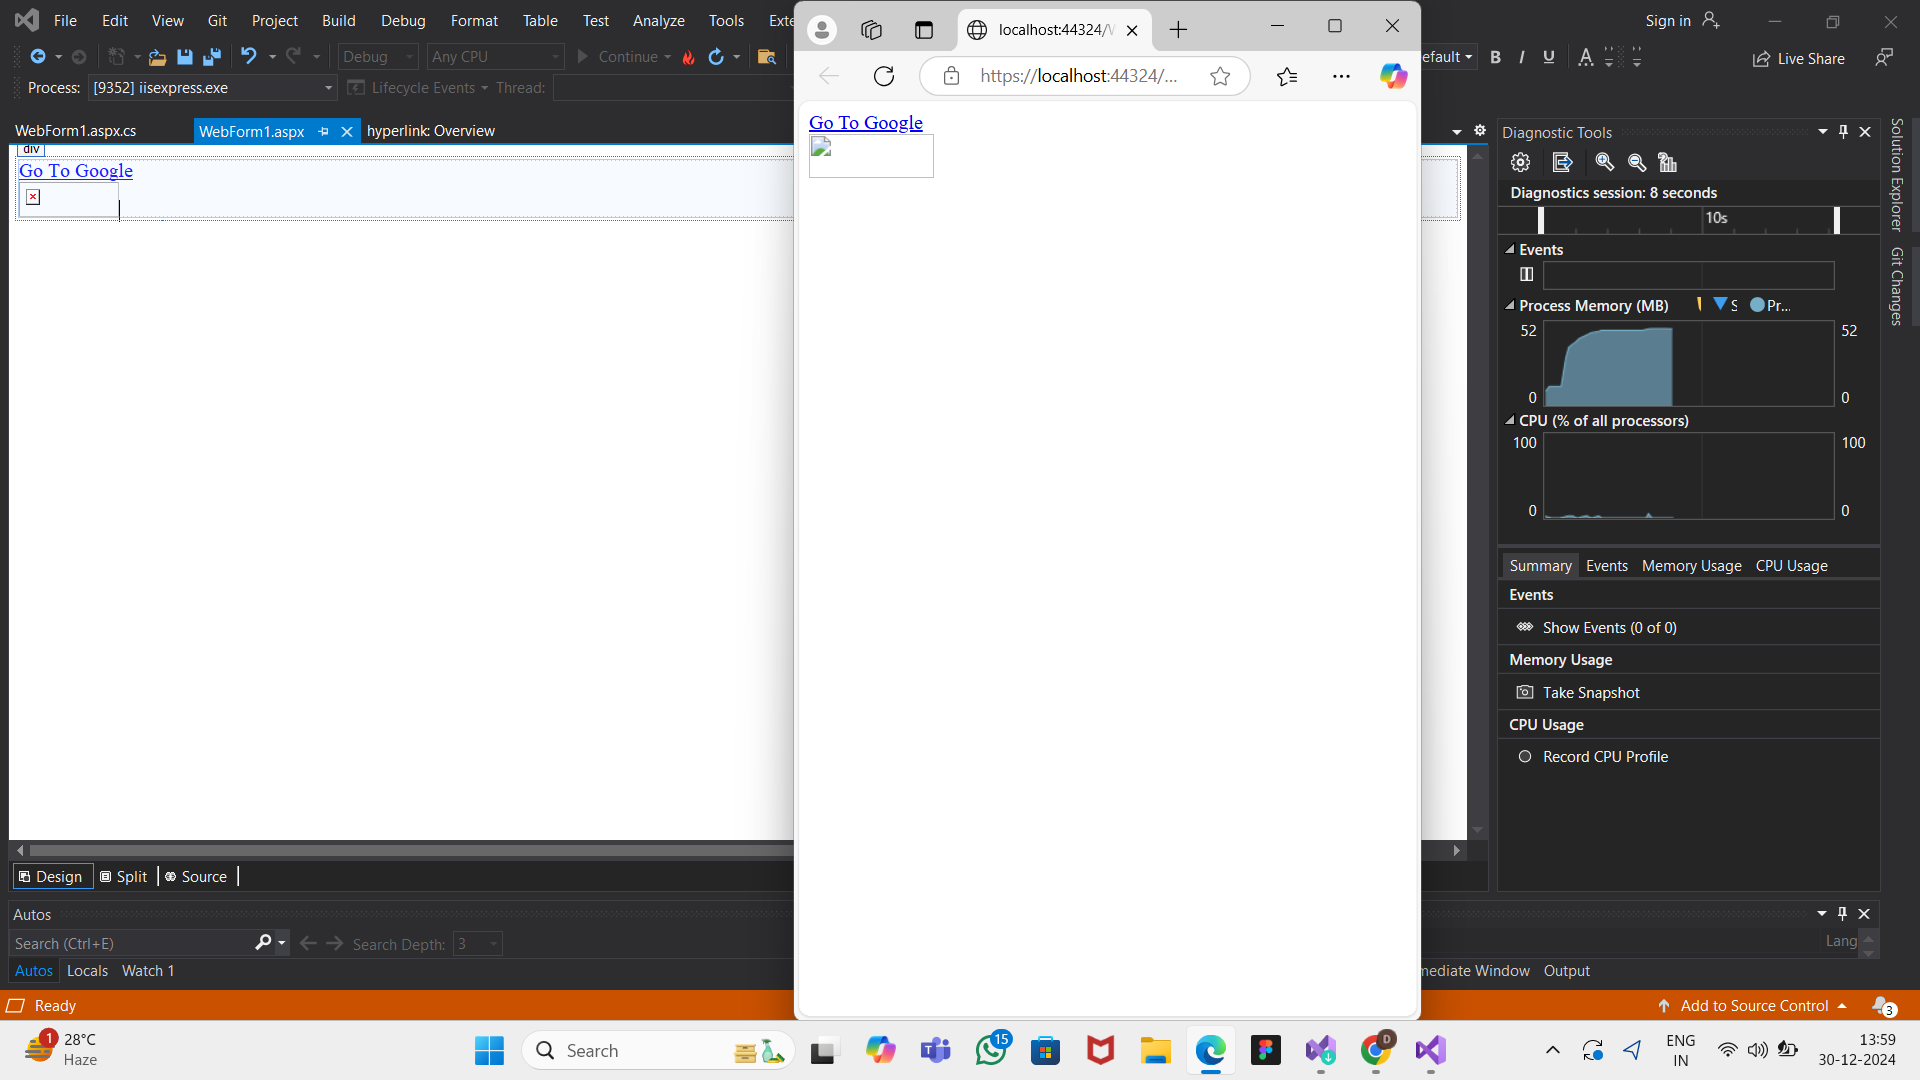 File Edit View Git Project Build Debug Format Table Test Analyze Tools Exte
Sign in
Debug Any CPU Continue
efault B I U A Live Share
Process: [9352] iisexpress.exe Lifecycle Events Thread:
WebForm1.aspx.cs WebForm1.aspx hyperlink: Overview
div
Go To Google
localhost:44324/W
https://localhost:44324/...
Go To Google
Diagnostic Tools
Diagnostics session: 8 seconds
10s
Events
Process Memory (MB) S Pr...
52 52
0 0
CPU (% of all processors)
100 100
0 0
Summary Events Memory Usage CPU Usage
Events
Show Events (0 of 0)
Memory Usage
Take Snapshot
CPU Usage
Record CPU Profile
Solution Explorer
Git Changes
Design Split Source
Autos
Search (Ctrl+E) Search Depth: 3
Lang
Autos Locals Watch 1
mediate Window Output
Ready
Add to Source Control 3
1 28°C
Haze
Search
15
D
ENG
IN
13:59
30-12-2024